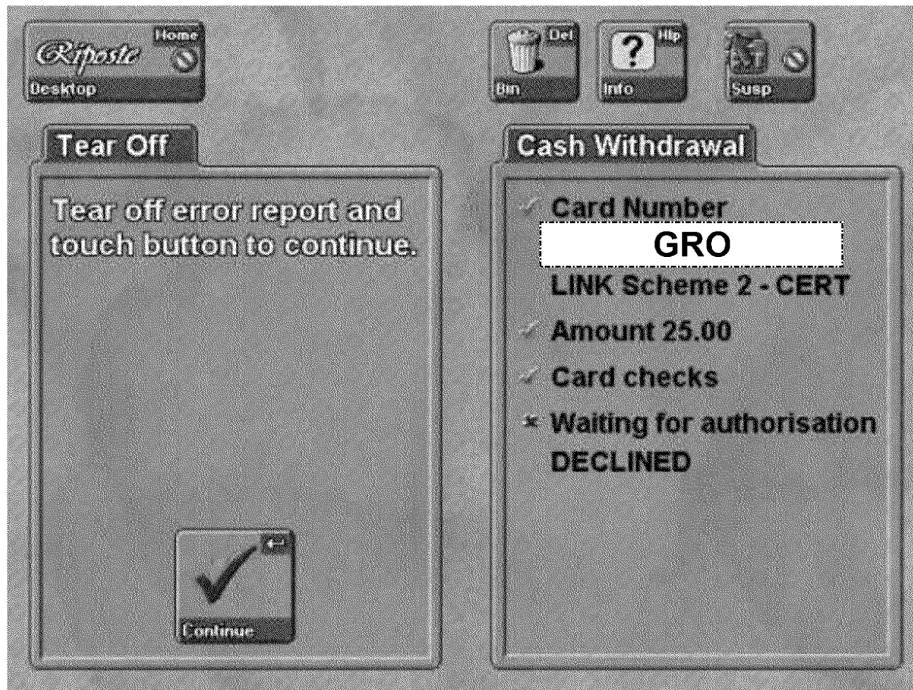 Riposte
Home
Desktop
Del
Bin
Hlp
Info
Susp
Tear Off
Tear off error report and
touch button to continue.
Continue
Cash Withdrawal
Card Number
GRO
LINK Scheme 2 - CERT
Amount 25.00
Card checks
Waiting for authorisation
DECLINED